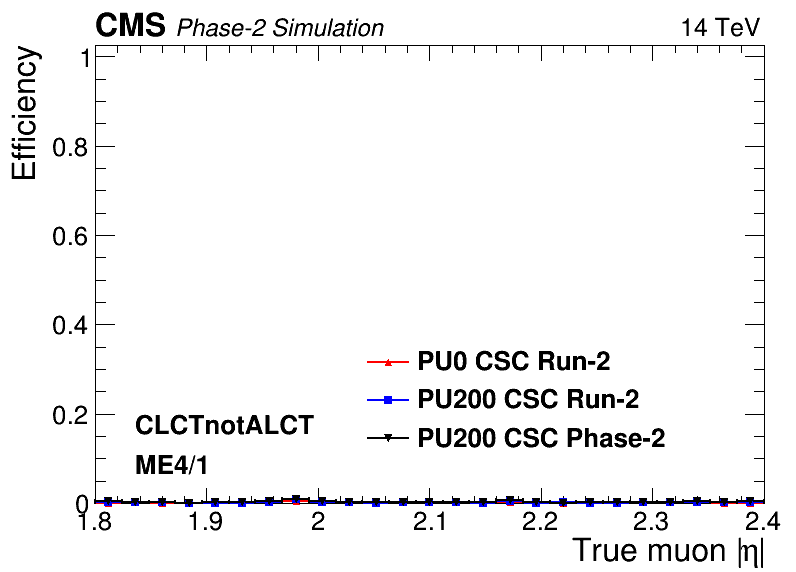 CMS Phase-2 Simulation 14 TeV
Efficiency
1
0.8
0.6
0.4
0.2
0
PU0 CSC Run-2
PU200 CSC Run-2
PU200 CSC Phase-2
CLCTnotALCT
ME4/1
1.8 1.9 2 2.1 2.2 2.3 2.4
True muon |η|